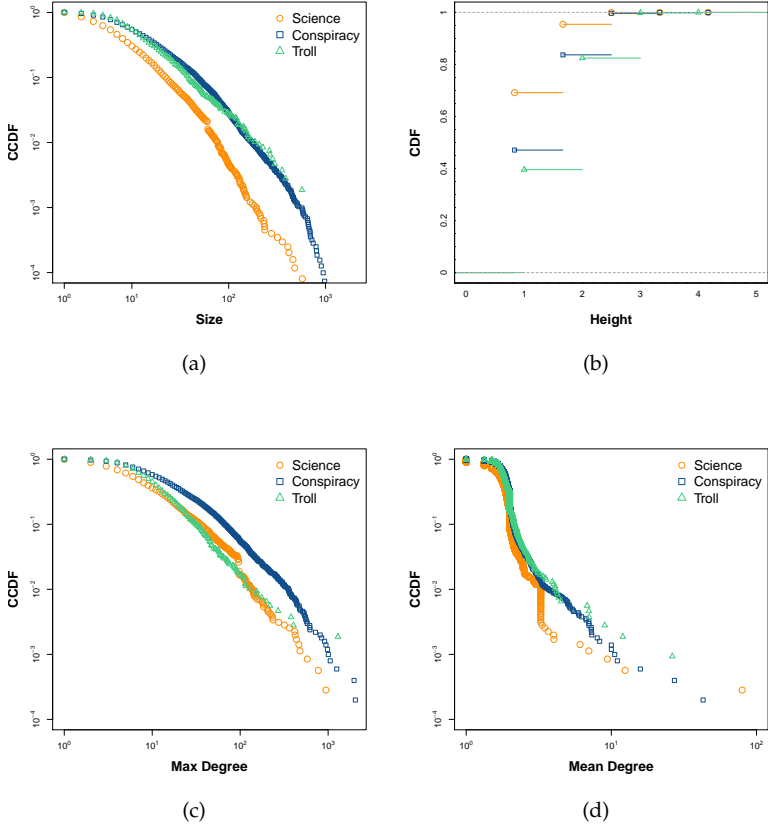 10⁰
10⁻¹
10⁻²
10⁻³
10⁻⁴
CCDF
Science
Conspiracy
Troll
10⁰ 10¹ 10² 10³
Size
(a)
1
0.8
0.6
0.4
0.2
0
CDF
0 1 2 3 4 5
Height
(b)
10⁰
10⁻¹
10⁻²
10⁻³
10⁻⁴
CCDF
Science
Conspiracy
Troll
10⁰ 10¹ 10² 10³
Max Degree
(c)
10⁰
10⁻¹
10⁻²
10⁻³
10⁻⁴
CCDF
Science
Conspiracy
Troll
10⁰ 10¹ 10²
Mean Degree
(d)